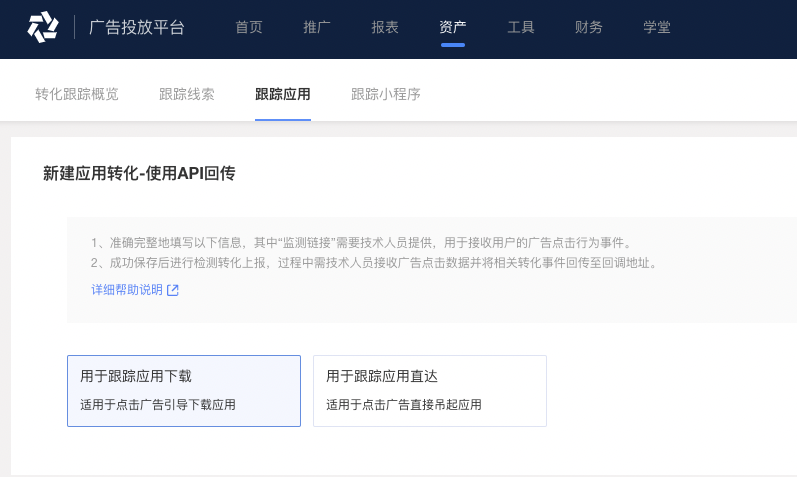 广告投放平台 首页 推广 报表 资产 工具 财务 学堂
转化跟踪概览 跟踪线索 跟踪应用 跟踪小程序
新建应用转化-使用API回传
1、准确完整地填写以下信息，其中“监测链接”需要技术人员提供，用于接收用户的广告点击行为事件。
2、成功保存后进行检测转化上报，过程中需技术人员接收广告点击数据并将相关转化事件回传至回调地址。
详细帮助说明
用于跟踪应用下载 用于跟踪应用直达
适用于点击广告引导下载应用 适用于点击广告直接吊起应用